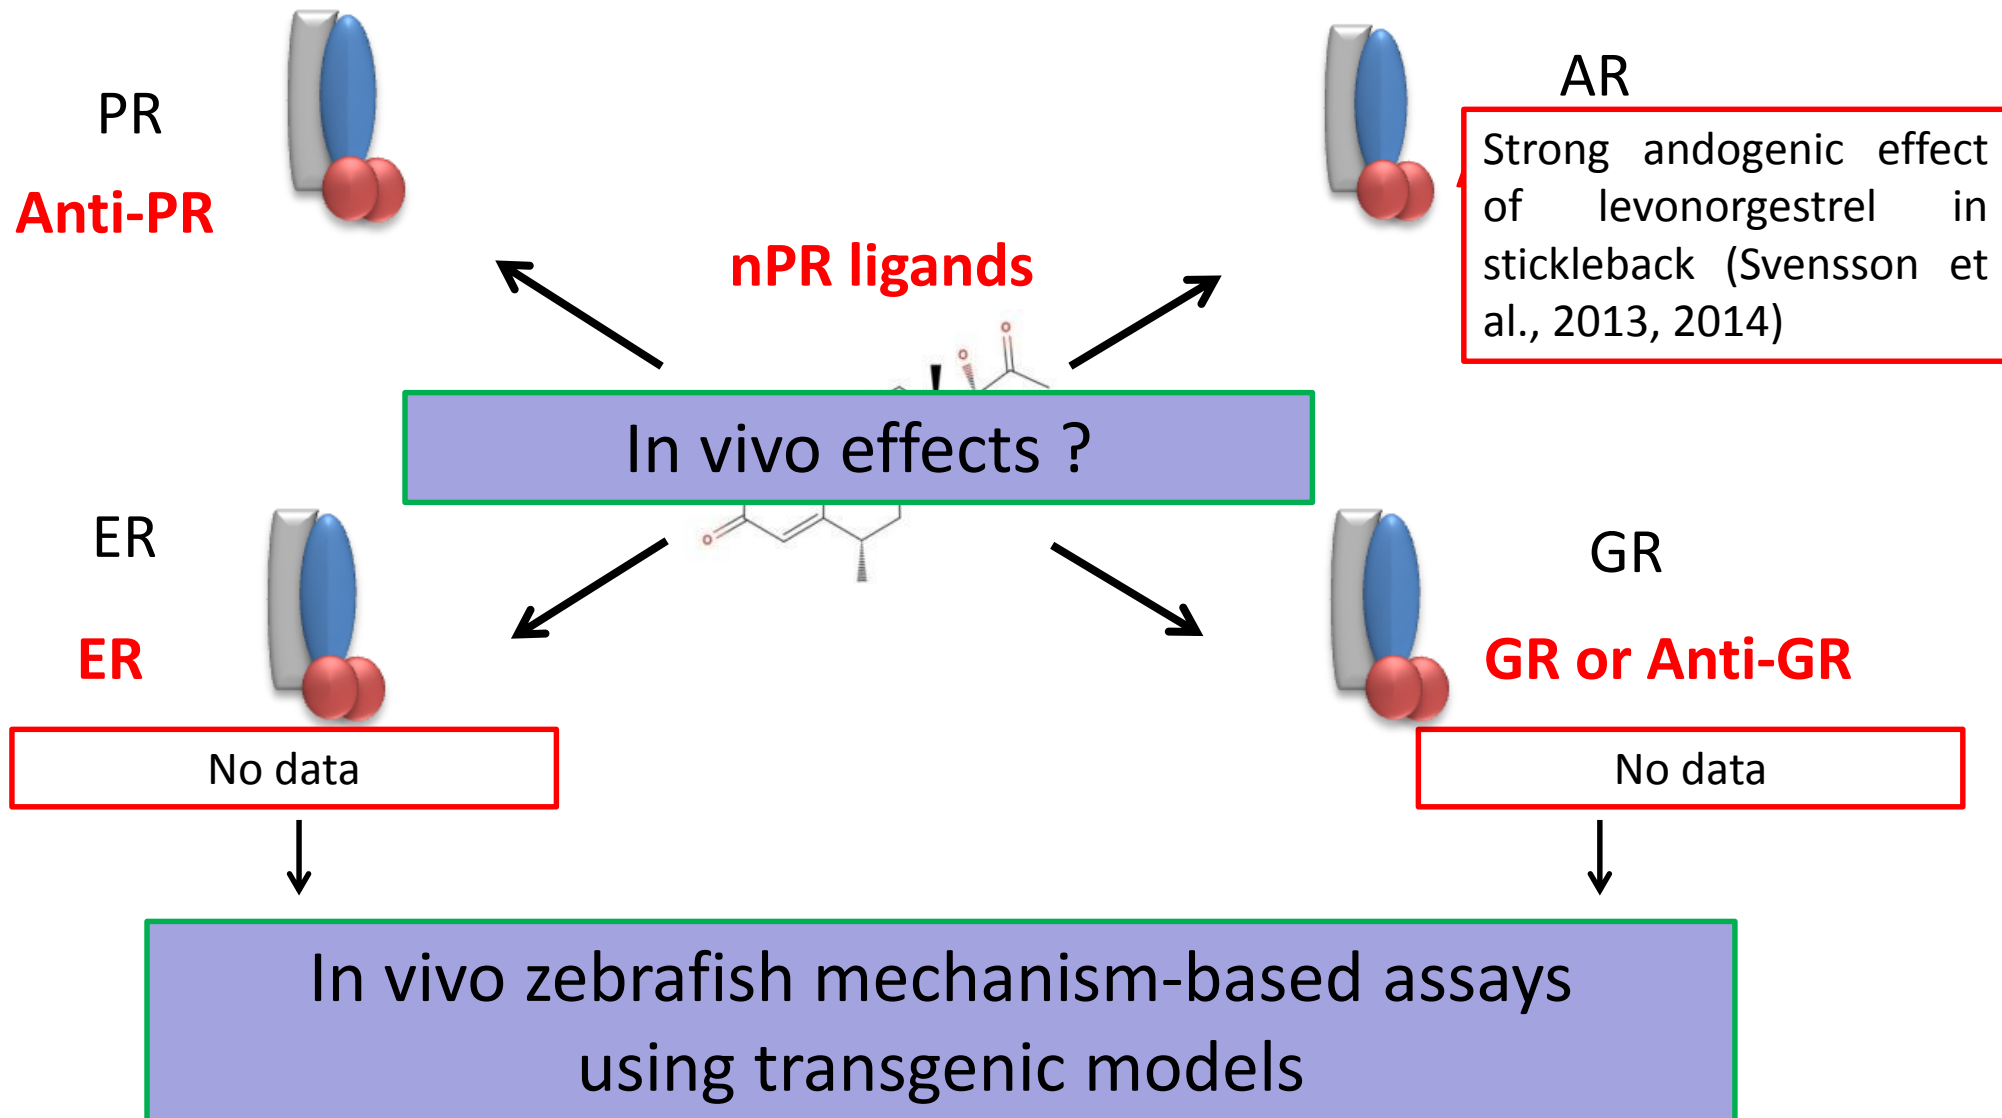 PR
Anti-PR
nPR ligands
AR
Strong andogenic effect
of levonorgestrel in
stickleback (Svensson et
al., 2013, 2014)
O
O
In vivo effects ?
O
ER
ER
GR
GR or Anti-GR
No data
No data
In vivo zebrafish mechanism-based assays
using transgenic models